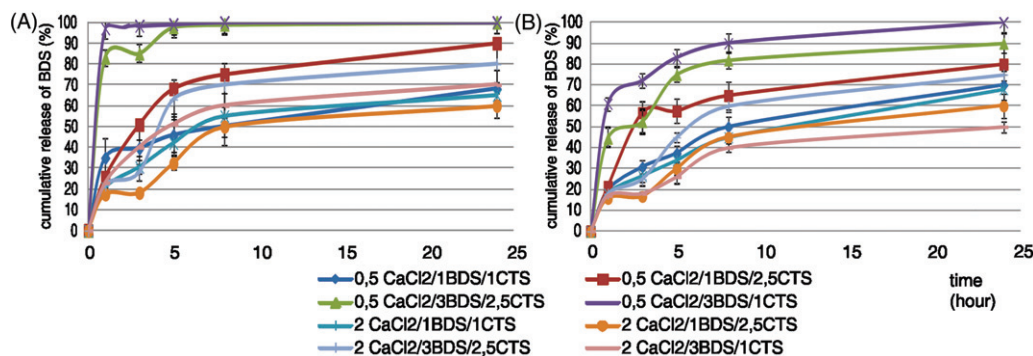 (A)
cumulative release of BDS (%)
100
90
80
70
60
50
40
30
20
10
0
0 5 10 15 20 25
(B)
cumulative release of BDS (%)
100
90
80
70
60
50
40
30
20
10
0
0 5 10 15 20 25
time
(hour)
0,5 CaCl2/1BDS/1CTS
0,5 CaCl2/1BDS/2,5CTS
0,5 CaCl2/3BDS/2,5CTS
0,5 CaCl2/3BDS/1CTS
2 CaCl2/1BDS/1CTS
2 CaCl2/1BDS/2,5CTS
2 CaCl2/3BDS/2,5CTS
2 CaCl2/3BDS/1CTS